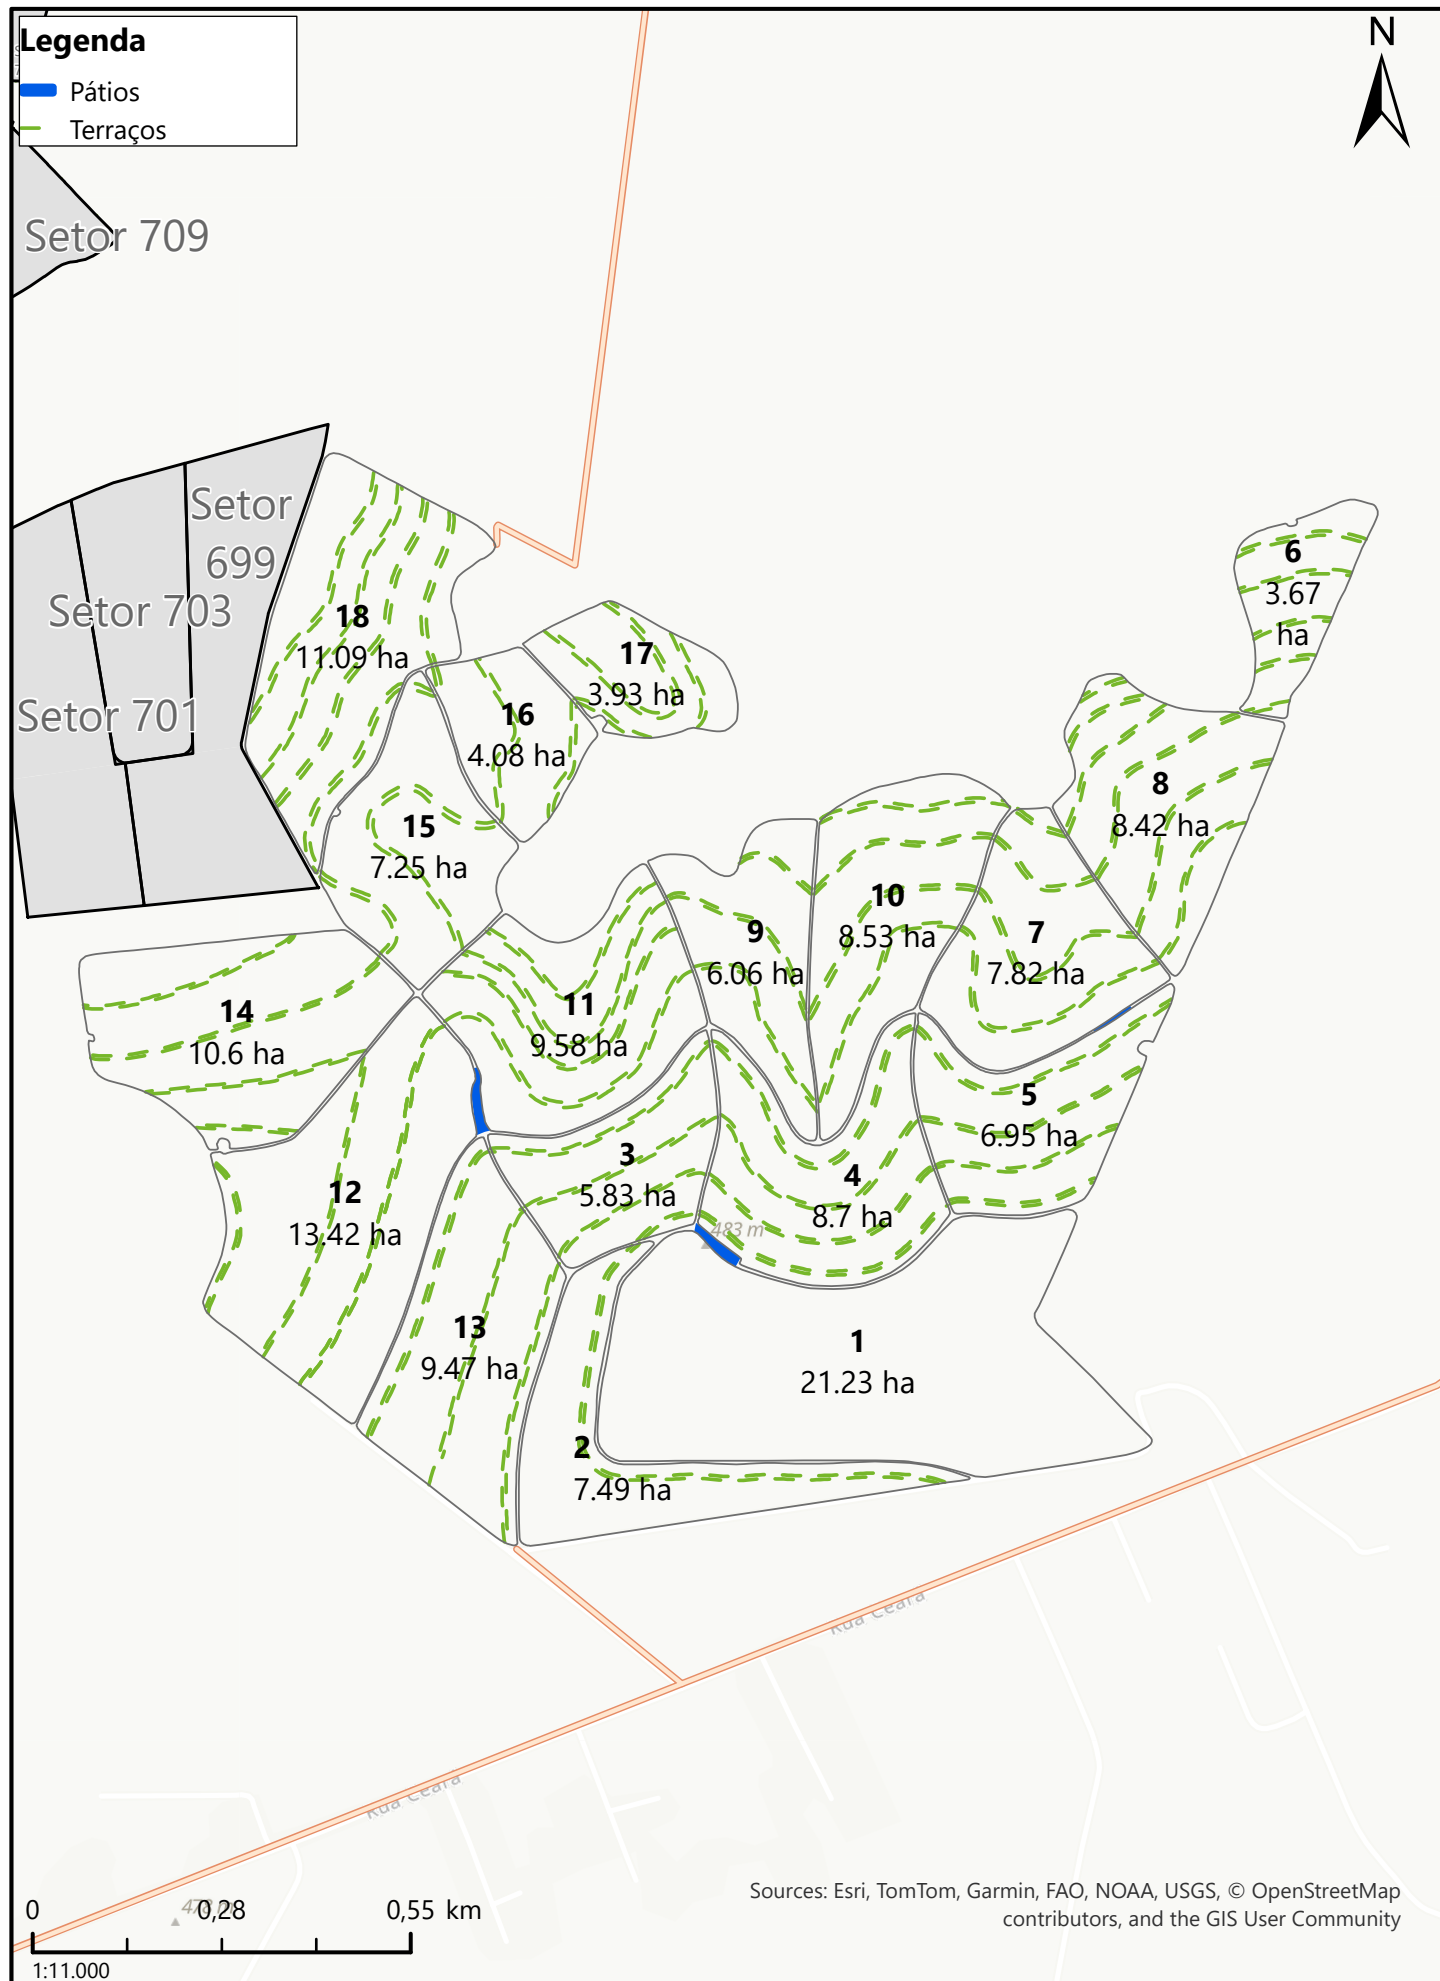 Legenda
Pátios
Terraços
N
Setor 709
Setor
699
Setor 703
Setor 701
6
3.67
ha
18
11.09 ha
17
3.93 ha
16
4.08 ha
8
8.42 ha
15
7.25 ha
10
8.53 ha
9
6.06 ha
7
7.82 ha
11
9.58 ha
14
10.6 ha
5
6.95 ha
3
5.83 ha
4
8.7 ha
12
13.42 ha
483 m
13
9.47 ha
1
21.23 ha
2
7.49 ha
Rua Ceará
Rua Ceará
Sources: Esri, TomTom, Garmin, FAO, NOAA, USGS, © OpenStreetMap
contributors, and the GIS User Community
478 m
0 0,28 0,55 km
1:11.000